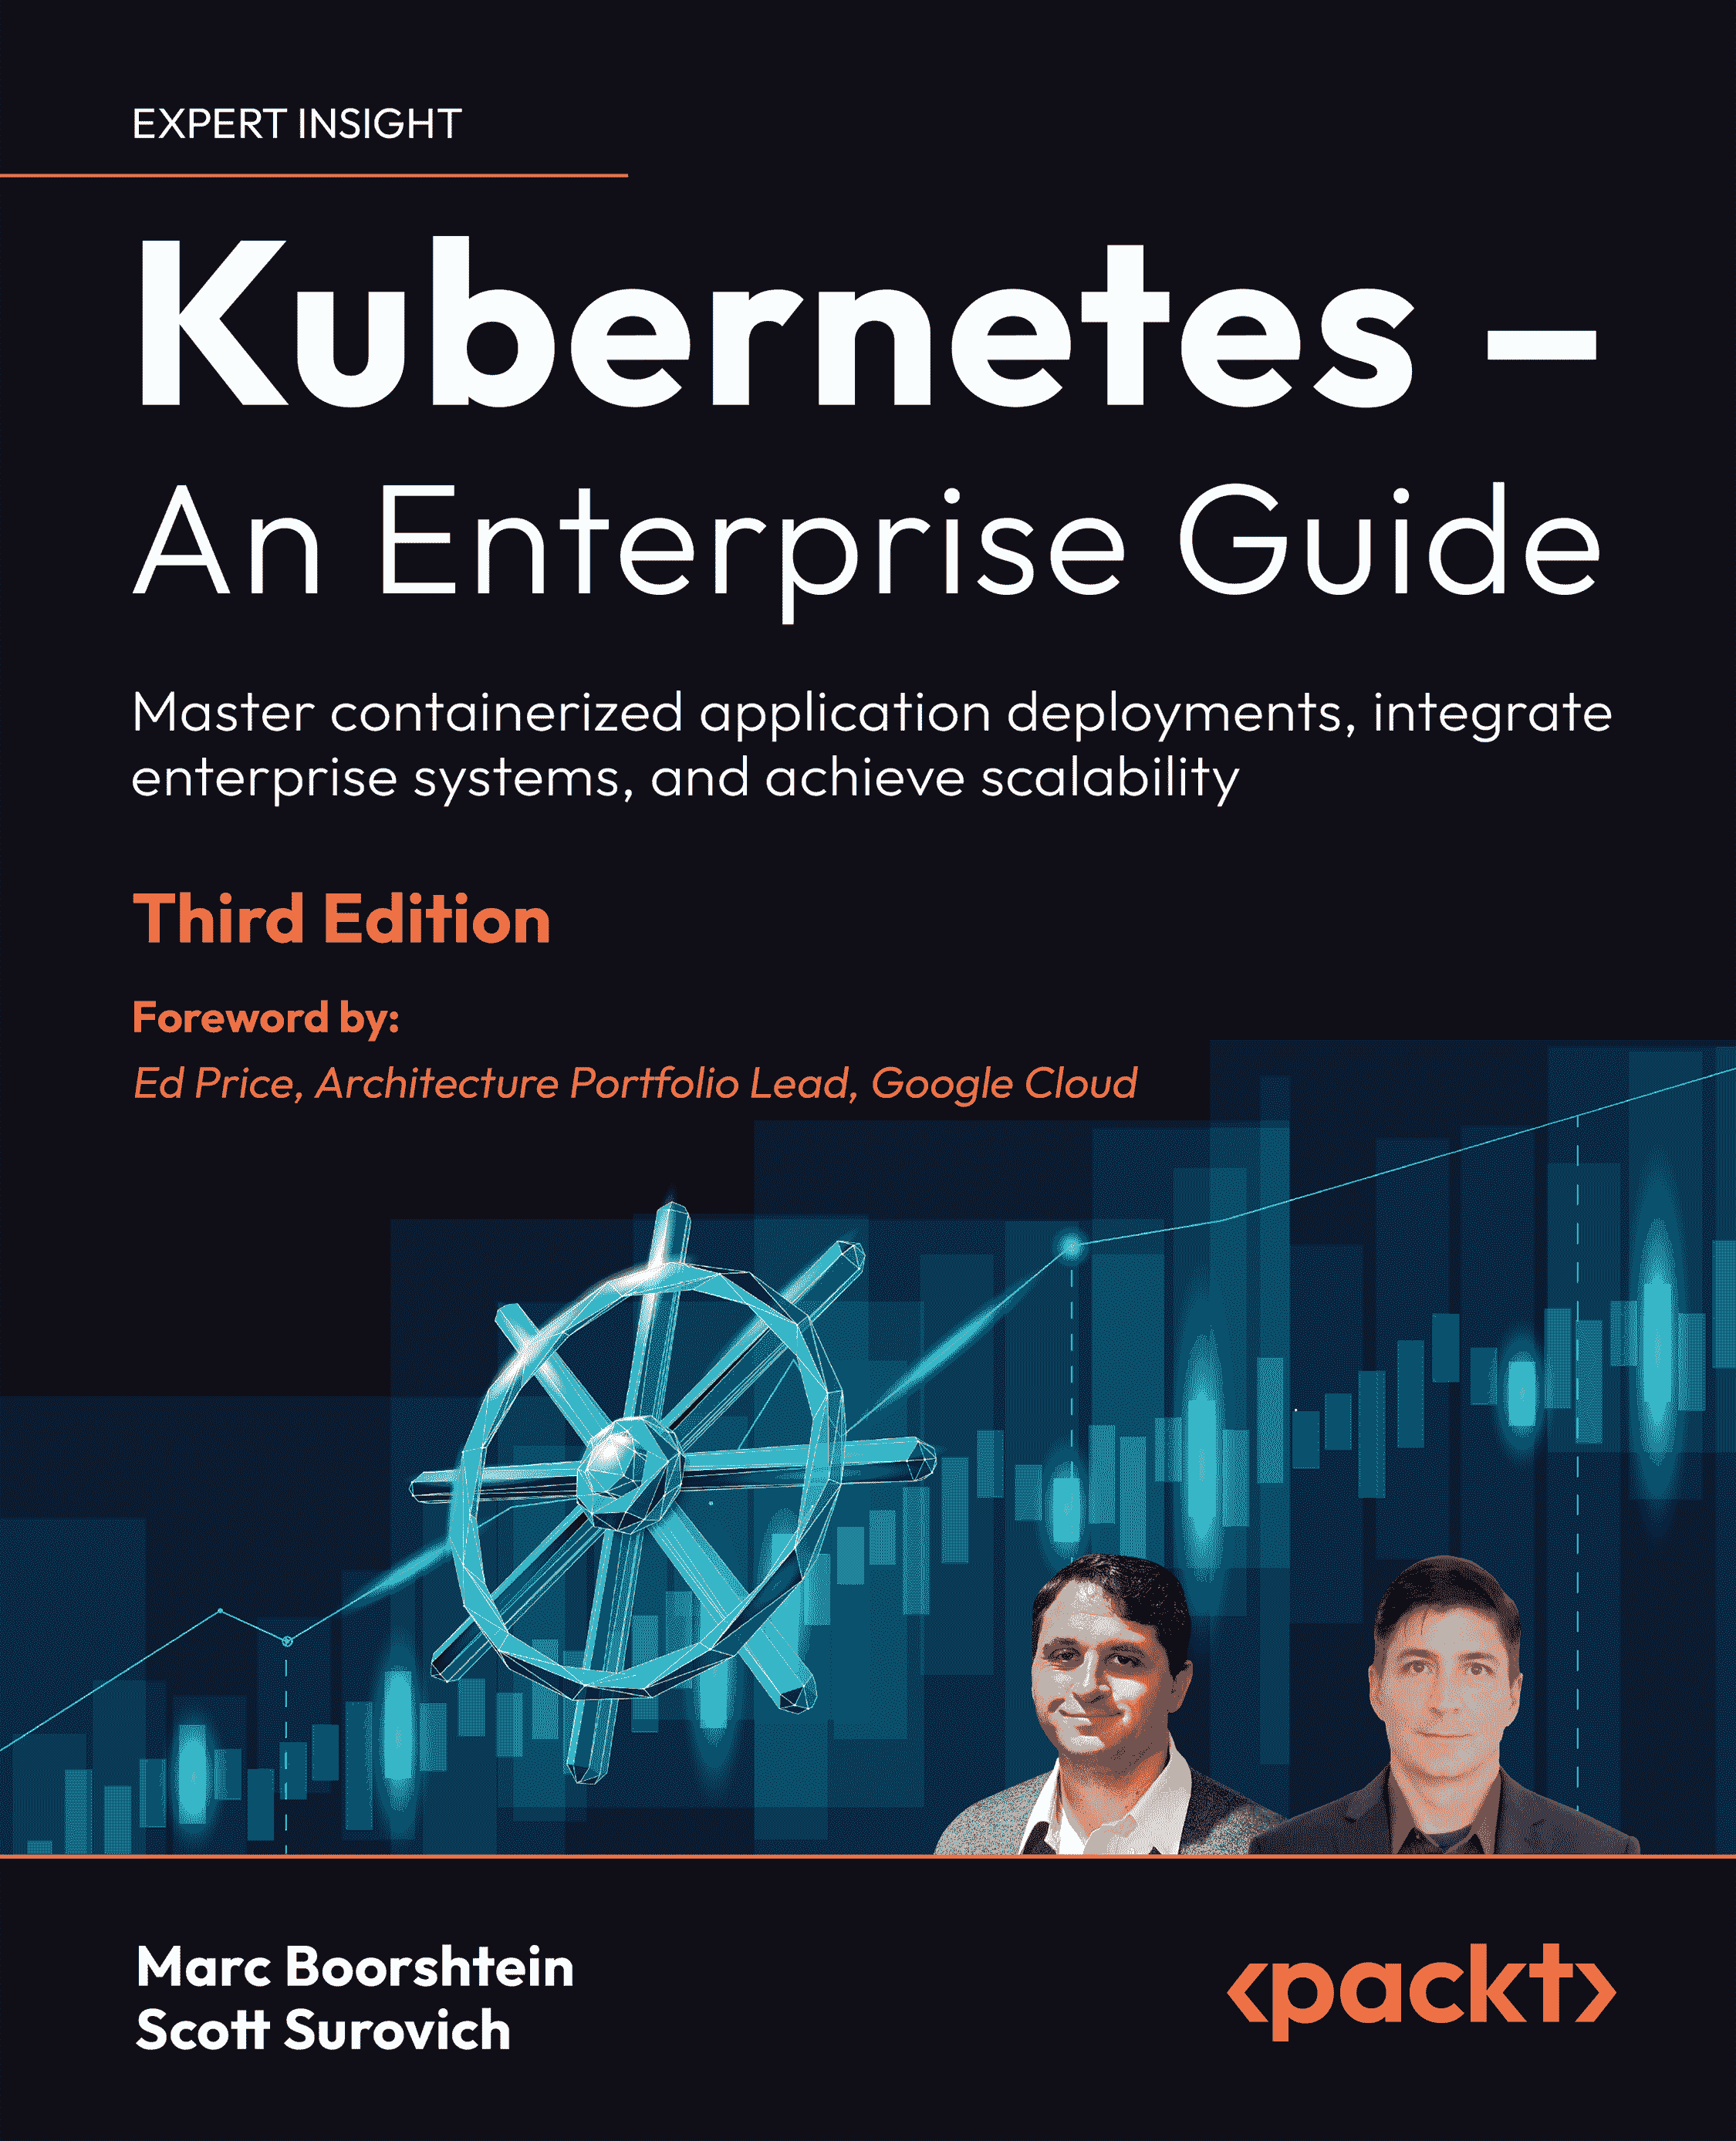 EXPERT INSIGHT
Kubernetes –
An Enterprise Guide
Master containerized application deployments, integrate
enterprise systems, and achieve scalability
Third Edition
Foreword by:
Ed Price, Architecture Portfolio Lead, Google Cloud
Marc Boorshtein
Scott Surovich
<packt>